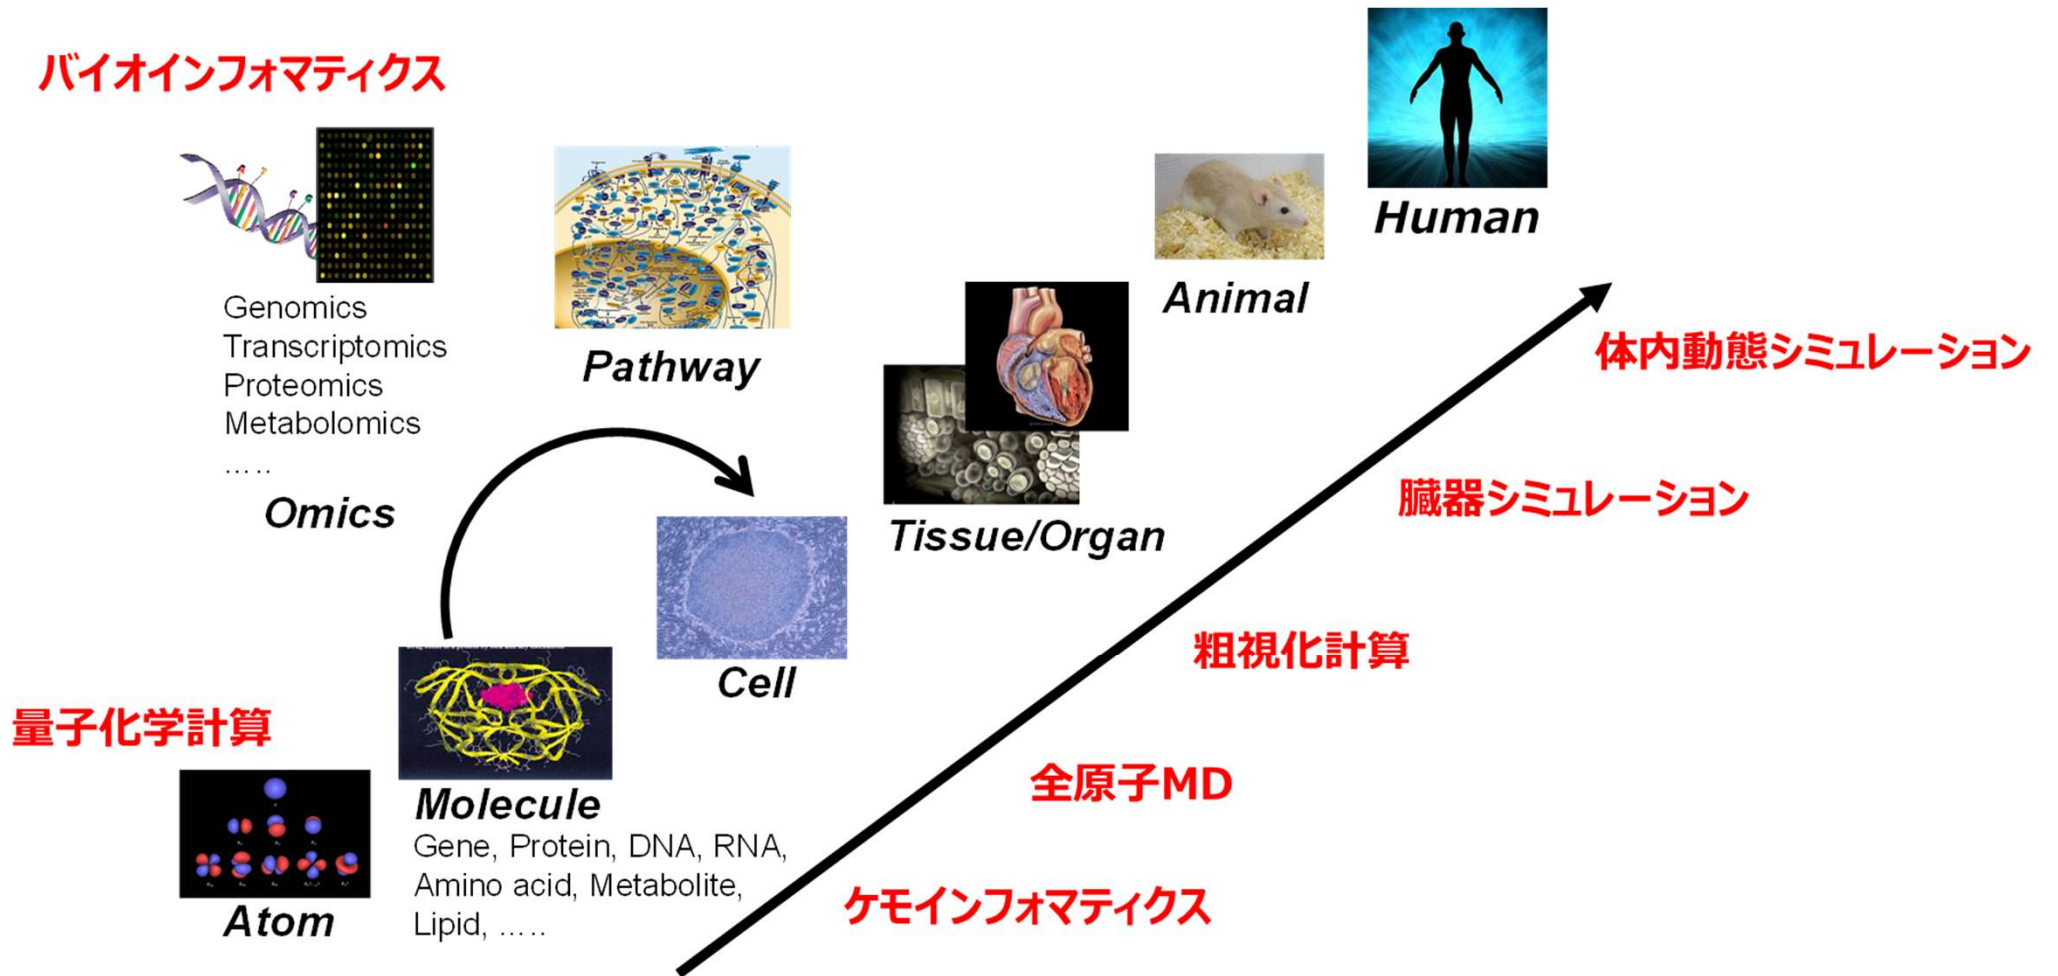 バイオインフォマティクス
Genomics
Transcriptomics
Proteomics
Metabolomics
…..
Omics
Pathway
Human
Animal
Tissue/Organ
Cell
体内動態シミュレーション
臓器シミュレーション
粗視化計算
全原子MD
ケモインフォマティクス
量子化学計算
Atom
Molecule
Gene, Protein, DNA, RNA,
Amino acid, Metabolite,
Lipid, …..